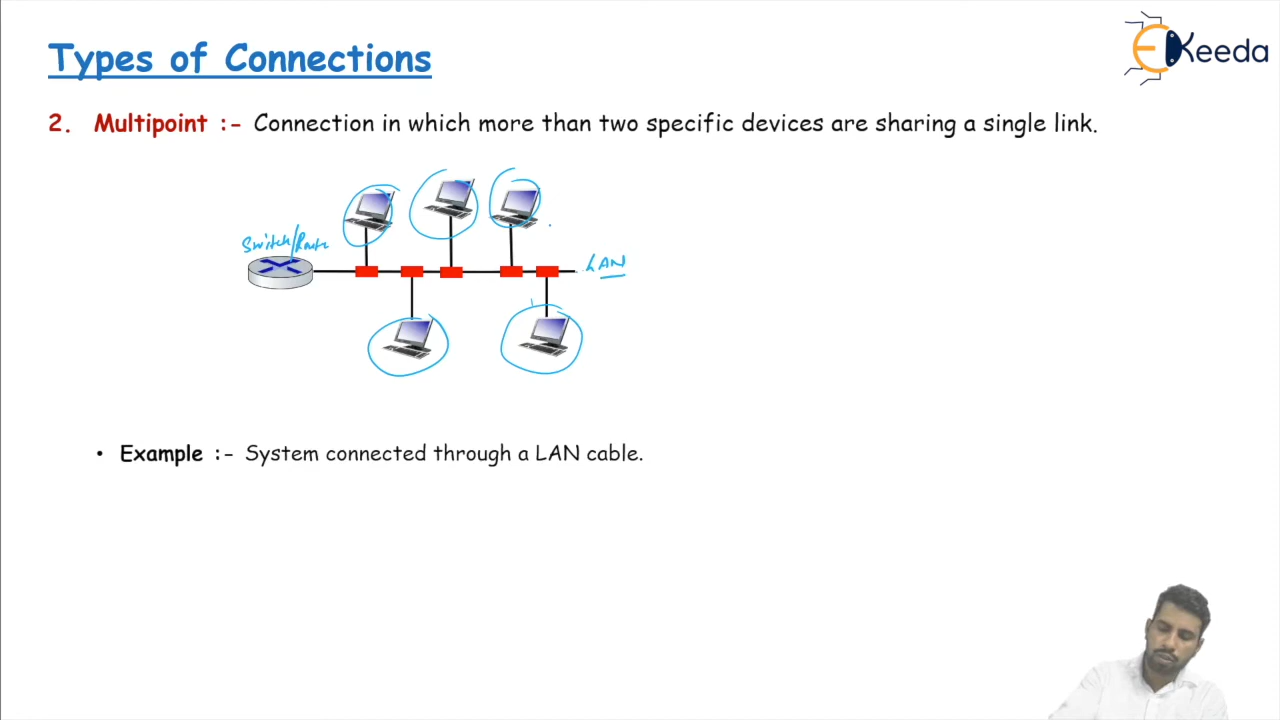 Types of Connections
EKeeda
2. Multipoint :- Connection in which more than two specific devices are sharing a single link.
Switch/Route
LAN
• Example :- System connected through a LAN cable.